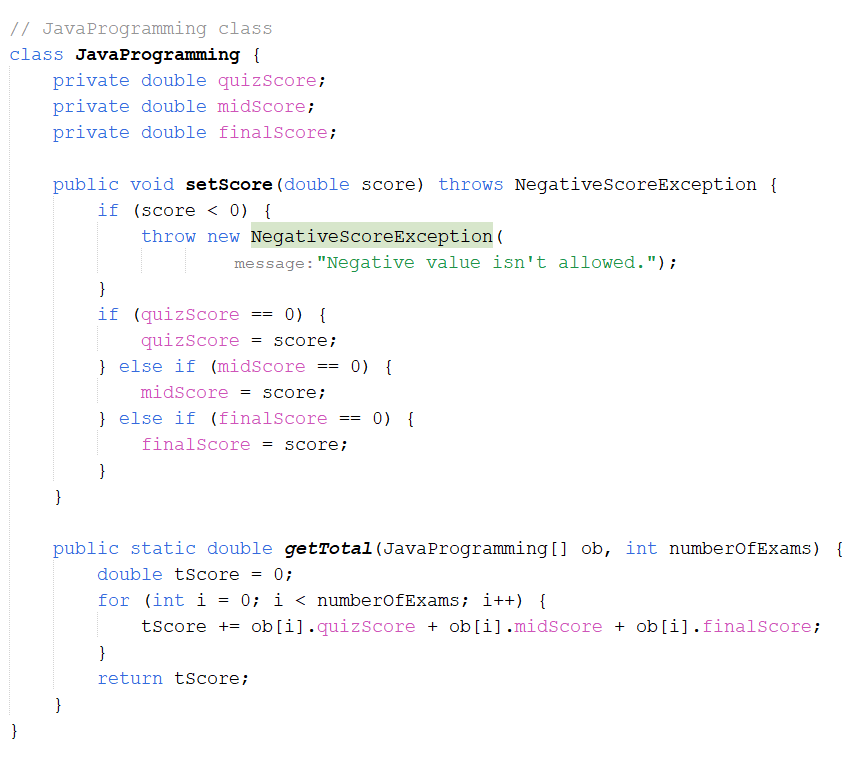 // JavaProgramming class
class JavaProgramming {
    private double quizScore;
    private double midScore;
    private double finalScore;

    public void setScore(double score) throws NegativeScoreException {
        if (score < 0) {
            throw new NegativeScoreException(
                    message:"Negative value isn't allowed.");
        }
        if (quizScore == 0) {
            quizScore = score;
        } else if (midScore == 0) {
            midScore = score;
        } else if (finalScore == 0) {
            finalScore = score;
        }
    }

    public static double getTotal(JavaProgramming[] ob, int numberOfExams) {
        double tScore = 0;
        for (int i = 0; i < numberOfExams; i++) {
            tScore += ob[i].quizScore + ob[i].midScore + ob[i].finalScore;
        }
        return tScore;
    }
}